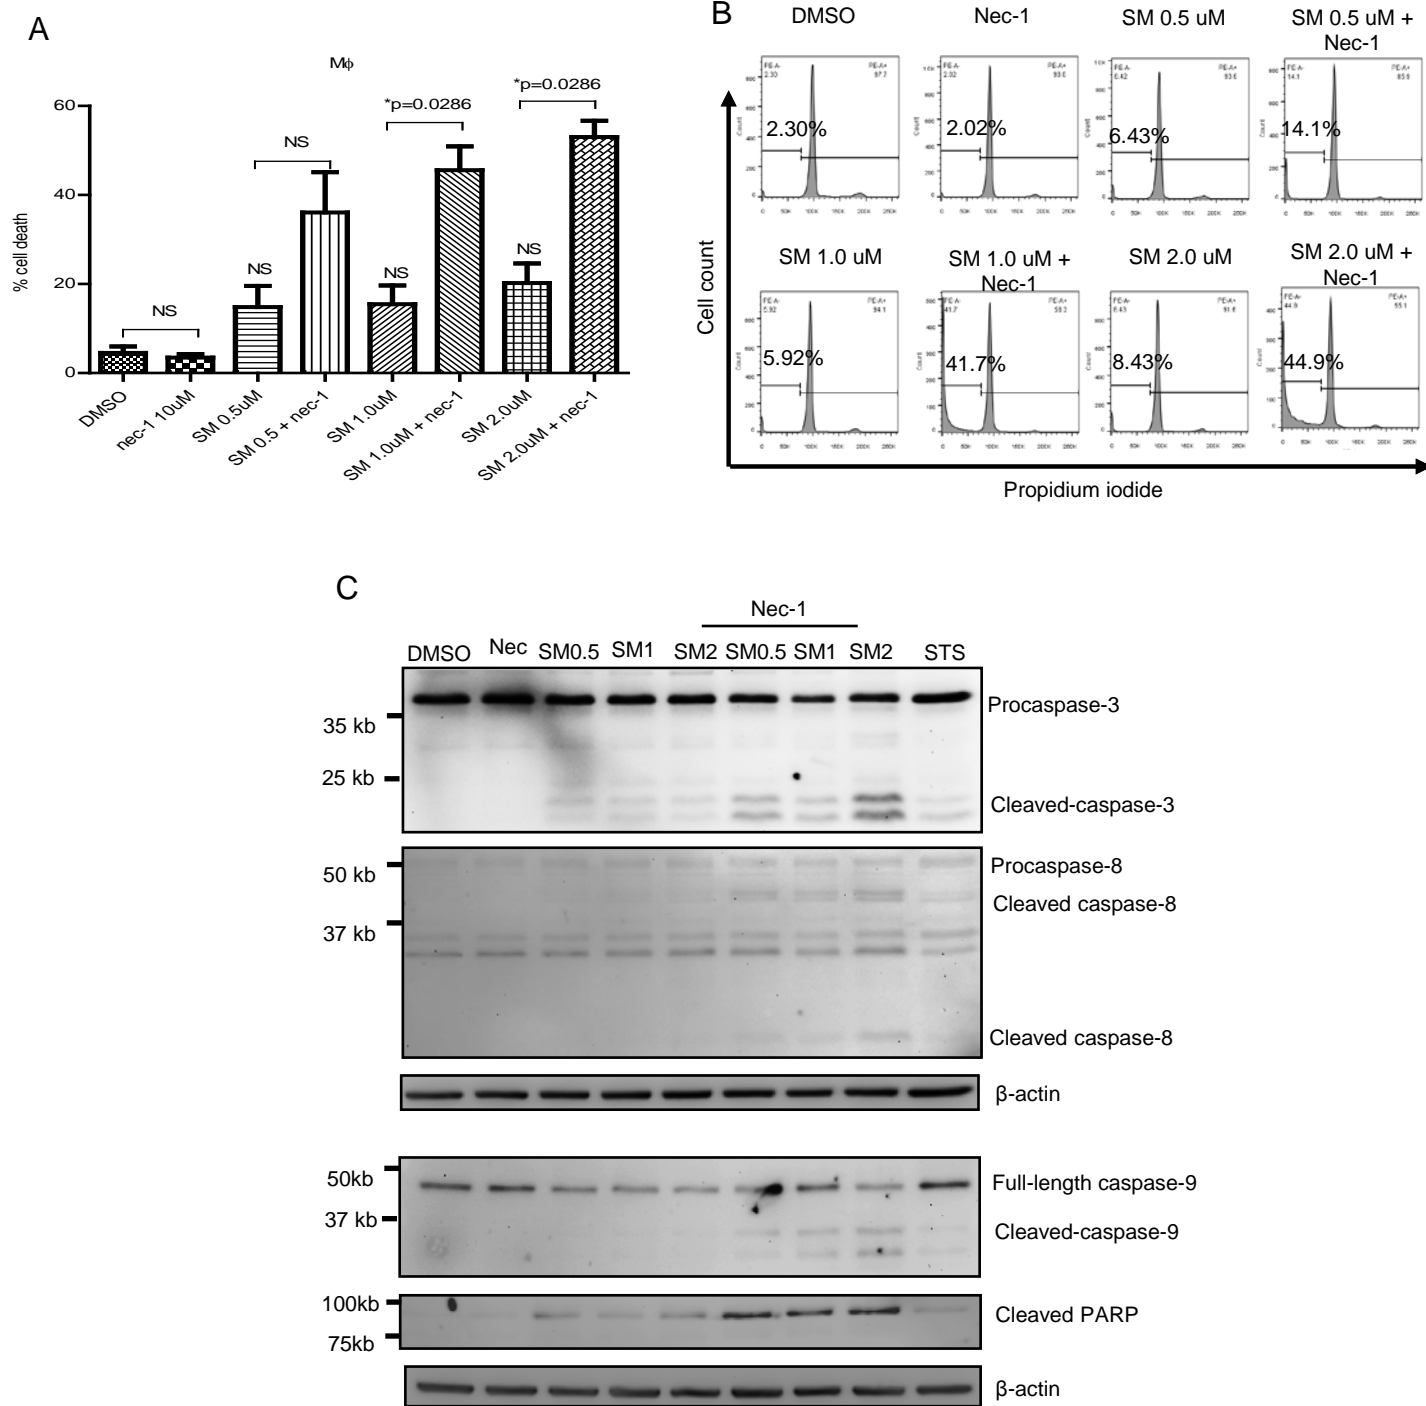 A
Mϕ
*p=0.0286
*p=0.0286
NS
NS
NS
NS
NS
% cell death
60
40
20
0
DMSO
nec-1 10uM
SM 0.5uM
SM 0.5 + nec-1
SM 1.0uM
SM 1.0uM + nec-1
SM 2.0uM
SM 2.0uM + nec-1
B
DMSO
Nec-1
SM 0.5 uM
SM 0.5 uM +
Nec-1
2.30%
2.02%
6.43%
14.1%
SM 1.0 uM
SM 1.0 uM +
Nec-1
SM 2.0 uM
SM 2.0 uM +
Nec-1
5.92%
41.7%
8.43%
44.9%
Cell count
Propidium iodide
C
Nec-1
DMSO Nec SM0.5 SM1 SM2 SM0.5 SM1 SM2 STS
Procaspase-3
35 kb
25 kb
Cleaved-caspase-3
Procaspase-8
50 kb
Cleaved caspase-8
37 kb
Cleaved caspase-8
β-actin
50kb
Full-length caspase-9
37 kb
Cleaved-caspase-9
100kb
Cleaved PARP
75kb
β-actin